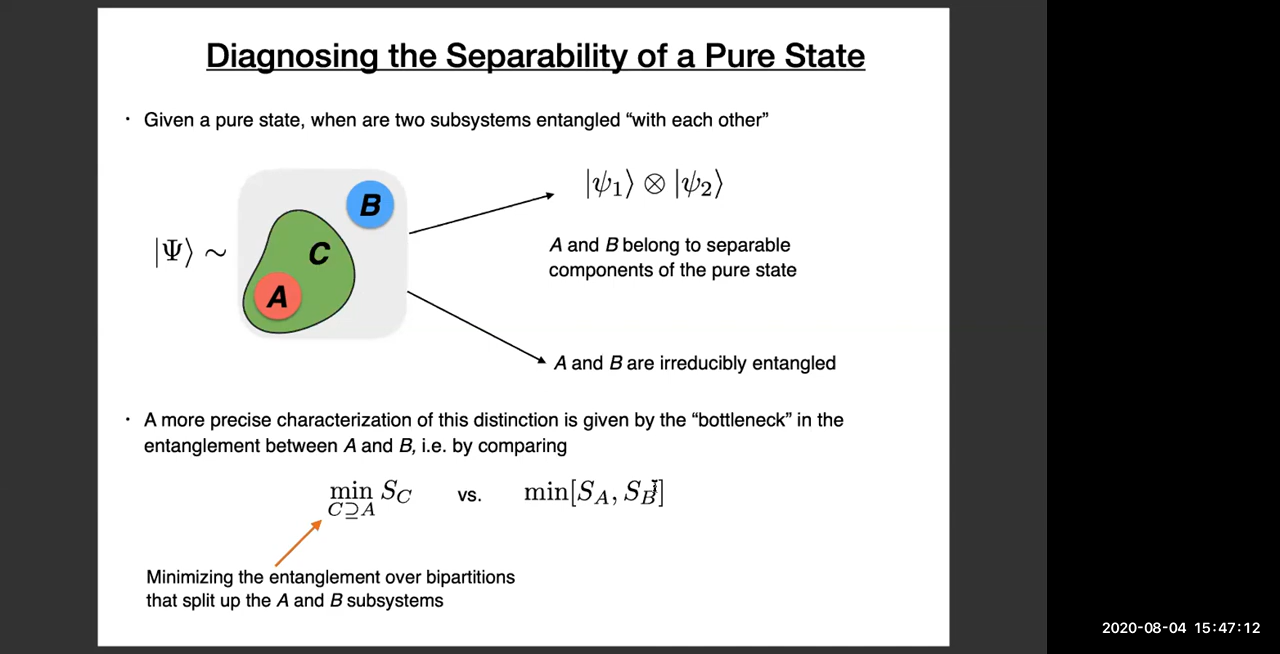 Diagnosing the Separability of a Pure State
· Given a pure state, when are two subsystems entangled “with each other”
|Ψ⟩ ∼
A
B
C
|ψ₁⟩ ⊗ |ψ₂⟩
A and B belong to separable
components of the pure state
A and B are irreducibly entangled
· A more precise characterization of this distinction is given by the “bottleneck” in the
entanglement between A and B, i.e. by comparing
min S_C vs. min[S_A, S_B]
C⊇A
Minimizing the entanglement over bipartitions
that split up the A and B subsystems
2020-08-04 15:47:12